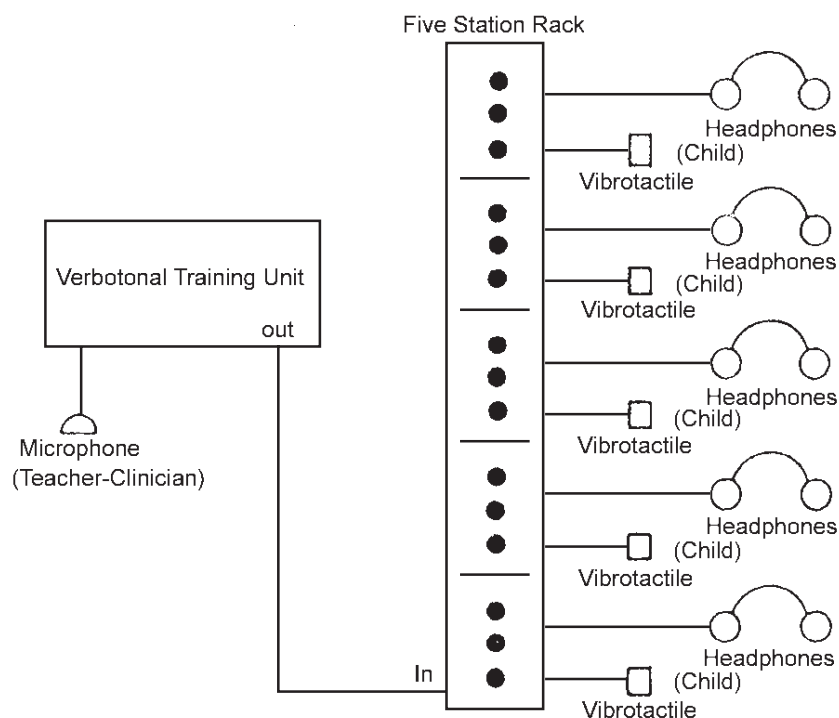 Five Station Rack
Headphones
(Child)
Vibrotactile
Headphones
(Child)
Vibrotactile
Verbotonal Training Unit
out
Headphones
(Child)
Vibrotactile
Microphone
(Teacher-Clinician)
Headphones
(Child)
Vibrotactile
Headphones
In
(Child)
Vibrotactile